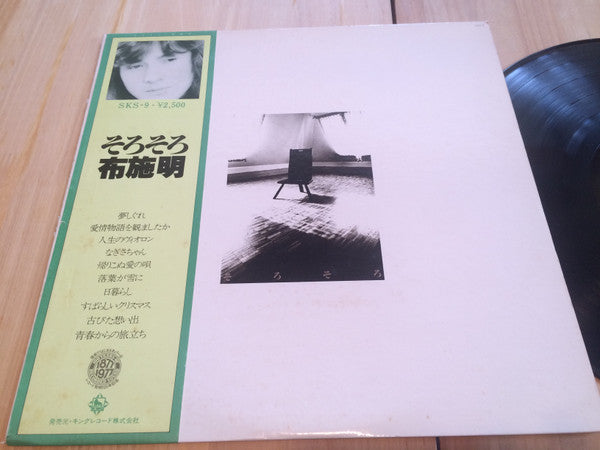 SKS-9・¥2,500
そろそろ
布施明
夢しぐれ
愛情物語を観ましたか
人生のヴィオロン
なぎさちゃん
帰りこぬ愛の唄
落葉が雪に
日暮らし
すばらしいクリスマス
古びた想い出
青春からの旅立ち
1877
1977
発売元・キングレコード株式会社
そろそろ